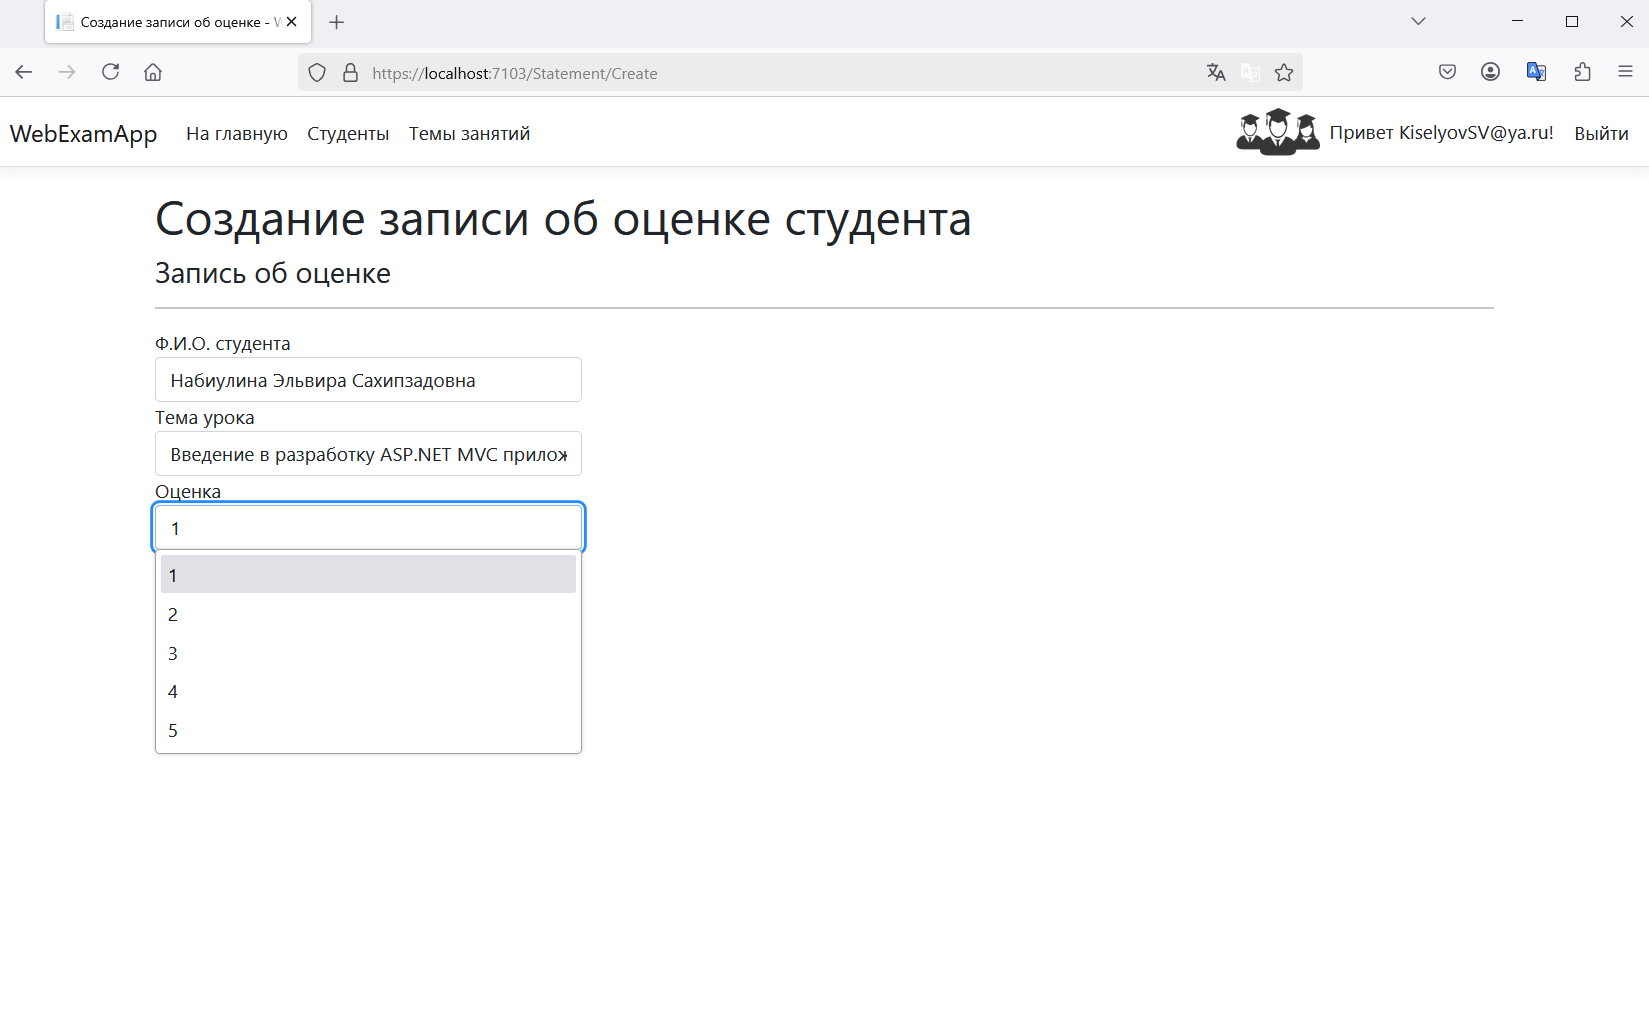 Создание записи об оценке - W
https://localhost:7103/Statement/Create
WebExamApp На главную Студенты Темы занятий Привет KiselyovSV@ya.ru! Выйти
Создание записи об оценке студента
Запись об оценке
Ф.И.О. студента
Набиулина Эльвира Сахипзадовна
Тема урока
Введение в разработку ASP.NET MVC прилож
Оценка
1
1
2
3
4
5